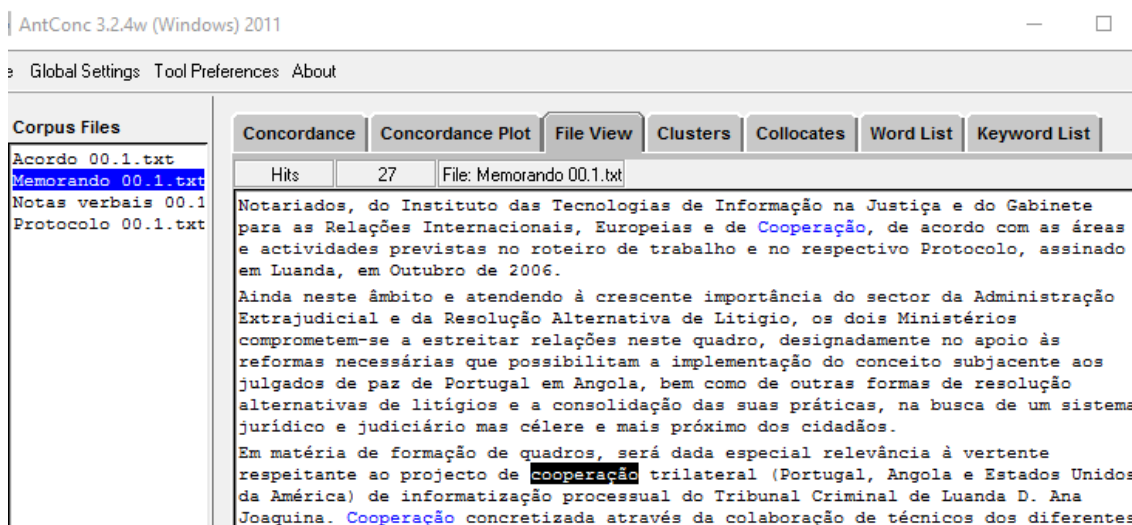 AntConc 3.2.4w (Windows) 2011
Global Settings Tool Preferences About
Corpus Files
Acordo 00.1.txt
Memorando 00.1.txt
Notas verbais 00.1
Protocolo 00.1.txt
Concordance Concordance Plot File View Clusters Collocates Word List Keyword List
Hits 27 File: Memorando 00.1.txt
Notariados, do Instituto das Tecnologias de Informação na Justiça e do Gabinete
para as Relações Internacionais, Europeias e de Cooperação, de acordo com as áreas
e actividades previstas no roteiro de trabalho e no respectivo Protocolo, assinado
em Luanda, em Outubro de 2006.
Ainda neste âmbito e atendendo à crescente importância do sector da Administração
Extrajudicial e da Resolução Alternativa de Litigio, os dois Ministérios
comprometem-se a estreitar relações neste quadro, designadamente no apoio às
reformas necessárias que possibilitam a implementação do conceito subjacente aos
julgados de paz de Portugal em Angola, bem como de outras formas de resolução
alternativas de litígios e a consolidação das suas práticas, na busca de um sistema
jurídico e judiciário mas célere e mais próximo dos cidadãos.
Em matéria de formação de quadros, será dada especial relevância à vertente
respeitante ao projecto de cooperação trilateral (Portugal, Angola e Estados Unidos
da América) de informatização processual do Tribunal Criminal de Luanda D. Ana
Joaquina. Cooperação concretizada através da colaboração de técnicos dos diferentes